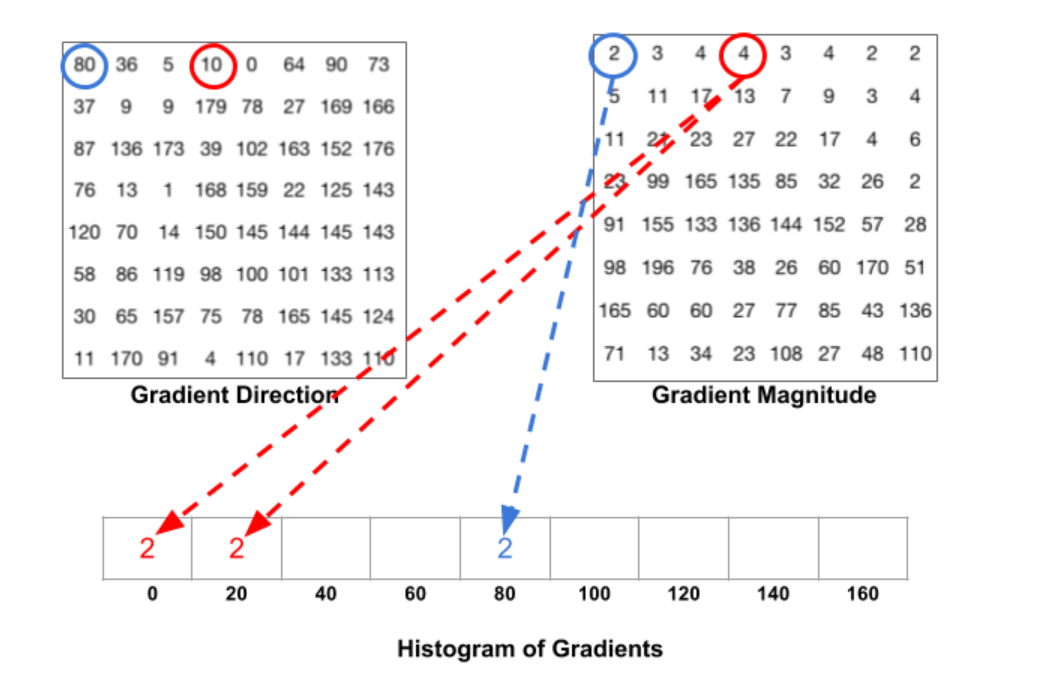 80 36 5 10 0 64 90 73
37 9 9 179 78 27 169 166
87 136 173 39 102 163 152 176
76 13 1 168 159 22 125 143
120 70 14 150 145 144 145 143
58 86 119 98 100 101 133 113
30 65 157 75 78 165 145 124
11 170 91 4 110 17 133 110
Gradient Direction
2 3 4 4 3 4 2 2
5 11 17 13 7 9 3 4
11 21 23 27 22 17 4 6
23 99 165 135 85 32 26 2
91 155 133 136 144 152 57 28
98 196 76 38 26 60 170 51
165 60 60 27 77 85 43 136
71 13 34 23 108 27 48 110
Gradient Magnitude
2 2 2
0 20 40 60 80 100 120 140 160
Histogram of Gradients